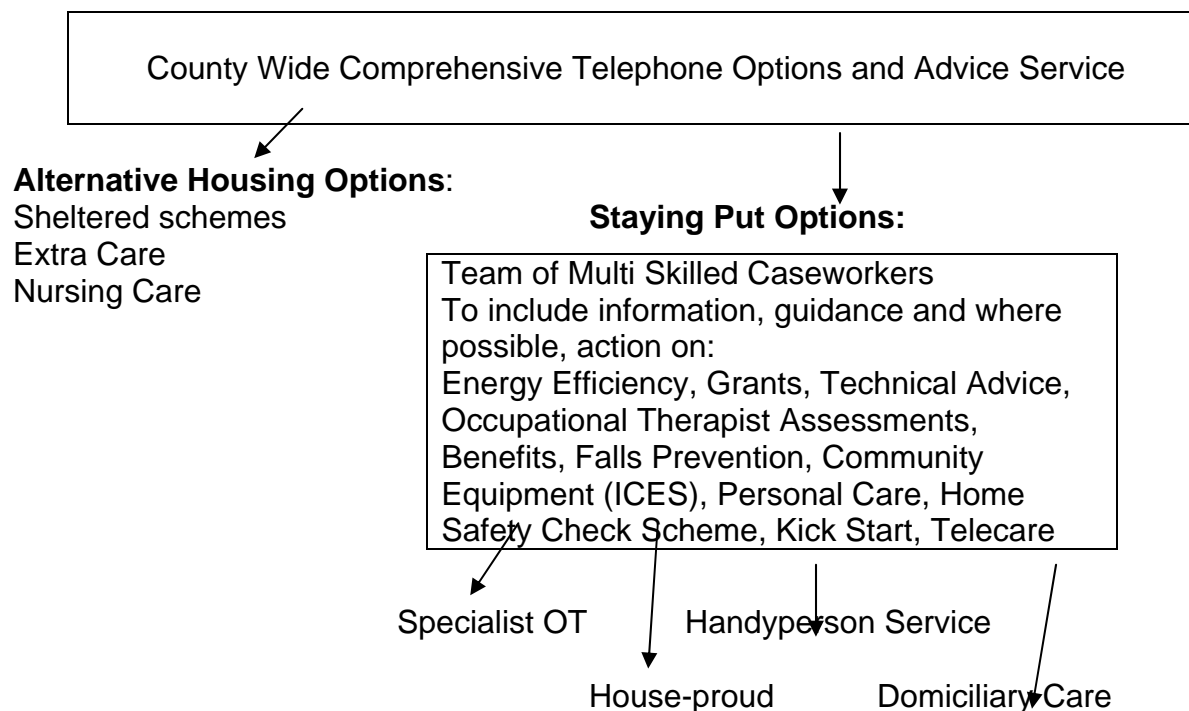 County Wide Comprehensive Telephone Options and Advice Service
Alternative Housing Options:
Sheltered schemes
Extra Care
Nursing Care
Staying Put Options:
Team of Multi Skilled Caseworkers
To include information, guidance and where
possible, action on:
Energy Efficiency, Grants, Technical Advice,
Occupational Therapist Assessments,
Benefits, Falls Prevention, Community
Equipment (ICES), Personal Care, Home
Safety Check Scheme, Kick Start, Telecare
Specialist OT Handyperson Service
House-proud Domiciliary Care